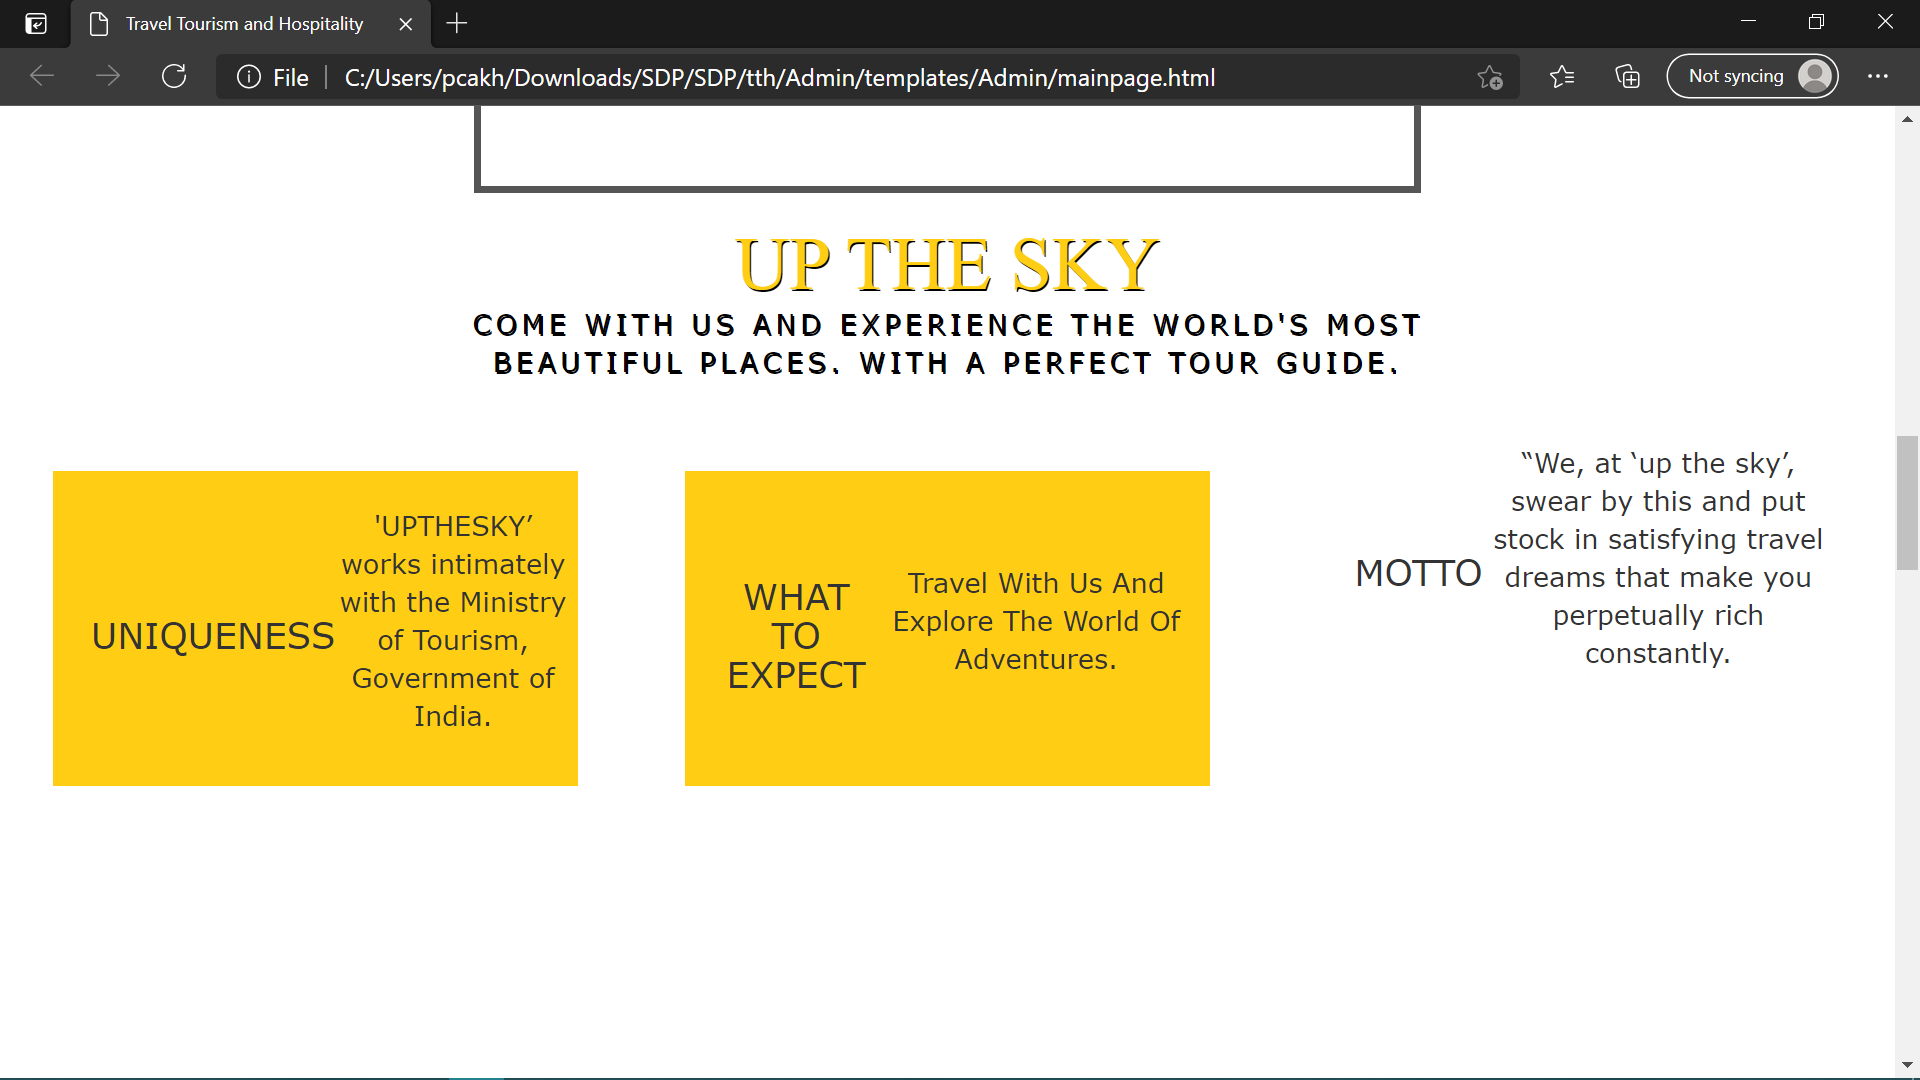 Travel Tourism and Hospitality
File
C:/Users/pcakh/Downloads/SDP/SDP/tth/Admin/templates/Admin/mainpage.html
Not syncing
UP THE SKY
COME WITH US AND EXPERIENCE THE WORLD'S MOST
BEAUTIFUL PLACES. WITH A PERFECT TOUR GUIDE.
UNIQUENESS
'UPTHESKY’
works intimately
with the Ministry
of Tourism,
Government of
India.
WHAT
TO
EXPECT
Travel With Us And
Explore The World Of
Adventures.
MOTTO
“We, at ‘up the sky’,
swear by this and put
stock in satisfying travel
dreams that make you
perpetually rich
constantly.